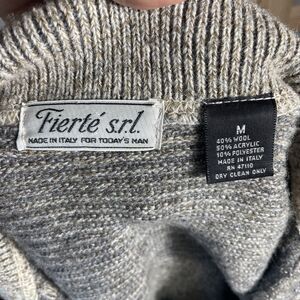 Fierté s.r.l.
MADE IN ITALY FOR TODAY'S MAN
M
40% WOOL
50% ACRYLIC
10% POLYESTER
MADE IN ITALY
RN 47110
DRY CLEAN ONLY